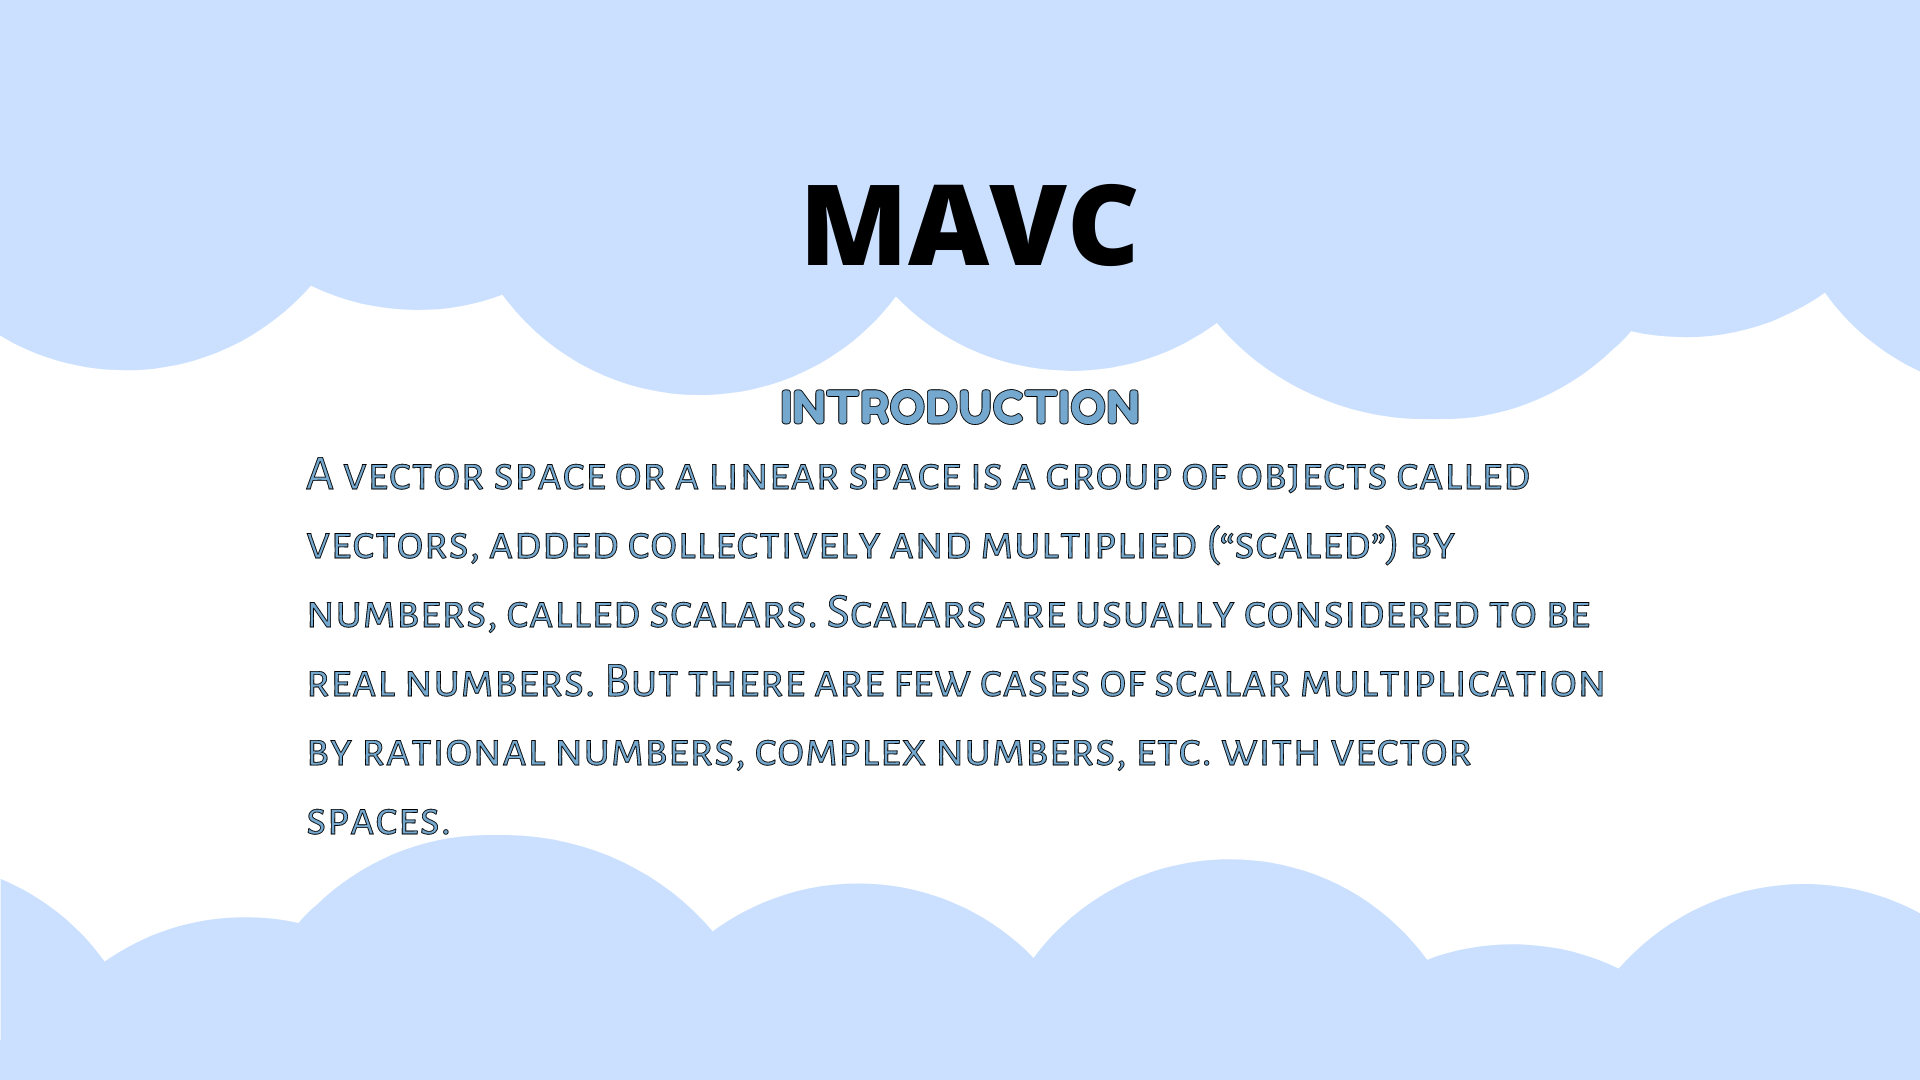 MAVC
INTRODUCTION
A vector space or a linear space is a group of objects called
vectors, added collectively and multiplied (“scaled”) by
numbers, called scalars. Scalars are usually considered to be
real numbers. But there are few cases of scalar multiplication
by rational numbers, complex numbers, etc. with vector
spaces.